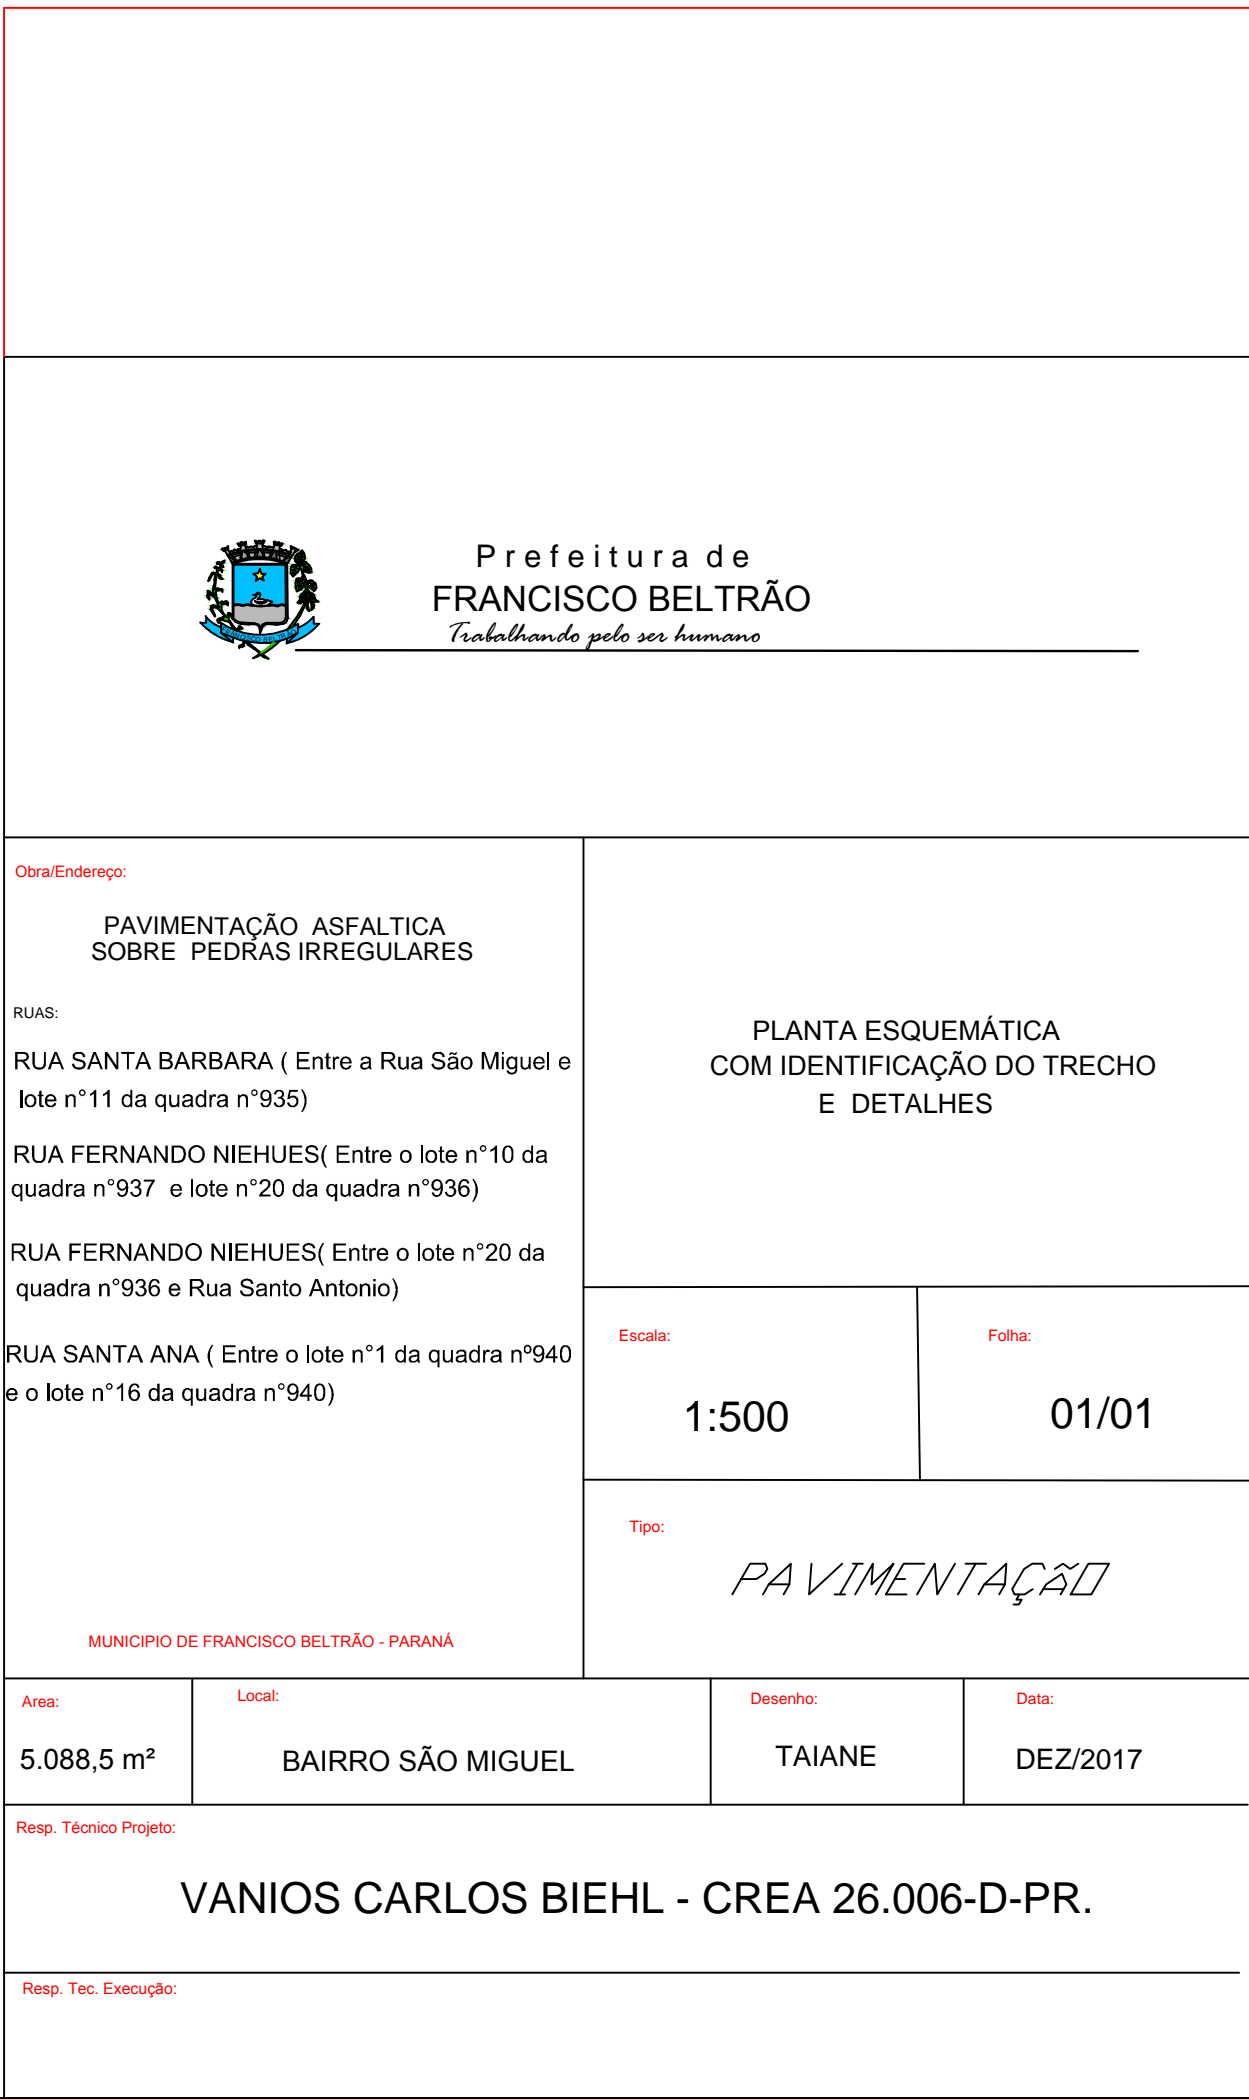 Prefeitura de
FRANCISCO BELTRÃO
Trabalhando pelo ser humano
FRANCISCO BELTRÃO
Obra/Endereço:
PAVIMENTAÇÃO ASFALTICA
SOBRE PEDRAS IRREGULARES
RUAS:
RUA SANTA BARBARA ( Entre a Rua São Miguel e
lote n°11 da quadra n°935)
RUA FERNANDO NIEHUES( Entre o lote n°10 da
quadra n°937 e lote n°20 da quadra n°936)
RUA FERNANDO NIEHUES( Entre o lote n°20 da
quadra n°936 e Rua Santo Antonio)
RUA SANTA ANA ( Entre o lote n°1 da quadra nº940
e o lote n°16 da quadra n°940)
MUNICIPIO DE FRANCISCO BELTRÃO - PARANÁ
PLANTA ESQUEMÁTICA
COM IDENTIFICAÇÃO DO TRECHO
E DETALHES
Escala:
1:500
Folha:
01/01
Tipo:
PAVIMENTAÇÃO
Area:
5.088,5 m²
Local:
BAIRRO SÃO MIGUEL
Desenho:
TAIANE
Data:
DEZ/2017
Resp. Técnico Projeto:
VANIOS CARLOS BIEHL - CREA 26.006-D-PR.
Resp. Tec. Execução: